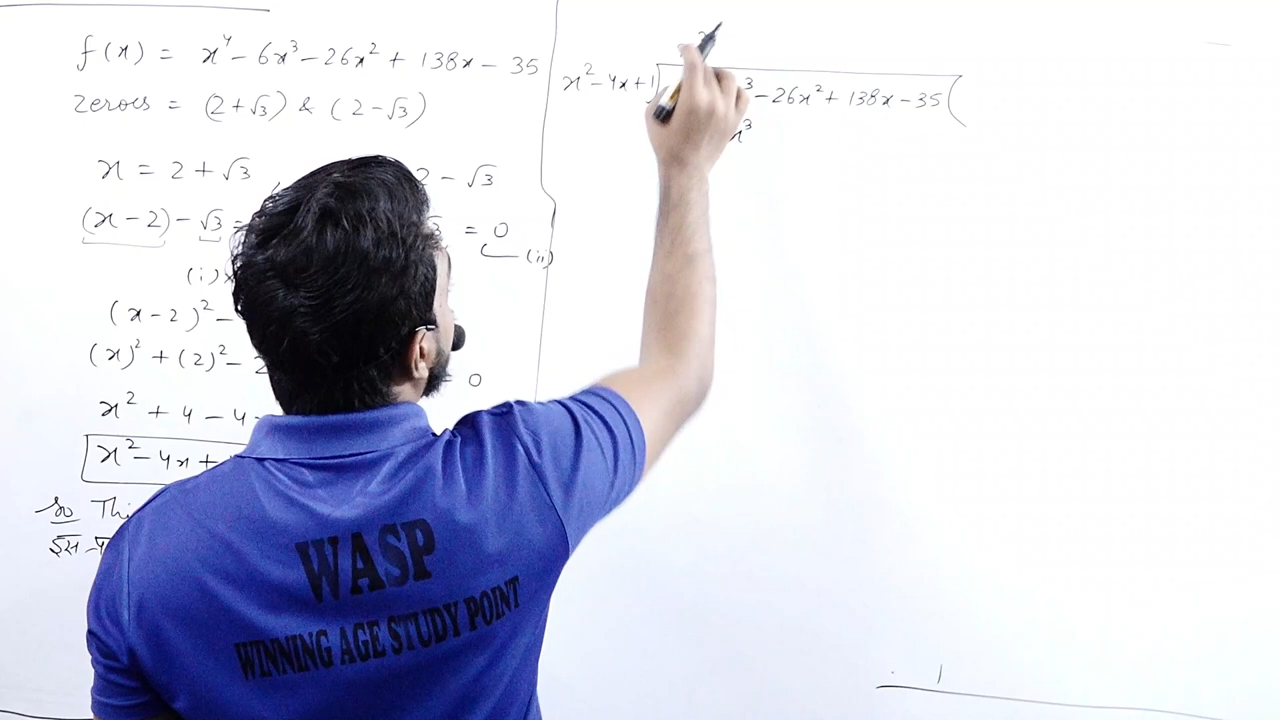 f(x) = x⁴ - 6x³ - 26x² + 138x - 35
zeroes = (2+√3) & (2-√3)
x = 2 + √3 , 2 - √3
(x-2) - √3 = = 0
(ii)
(i)
(x-2)² -
(x)² + (2)² - = 0
x² + 4 - 4
x² - 4x +
So Thi
इस
x² - 4x + 1 ³ - 26x² + 138x - 35
x³
WASP
WINNING AGE STUDY POINT